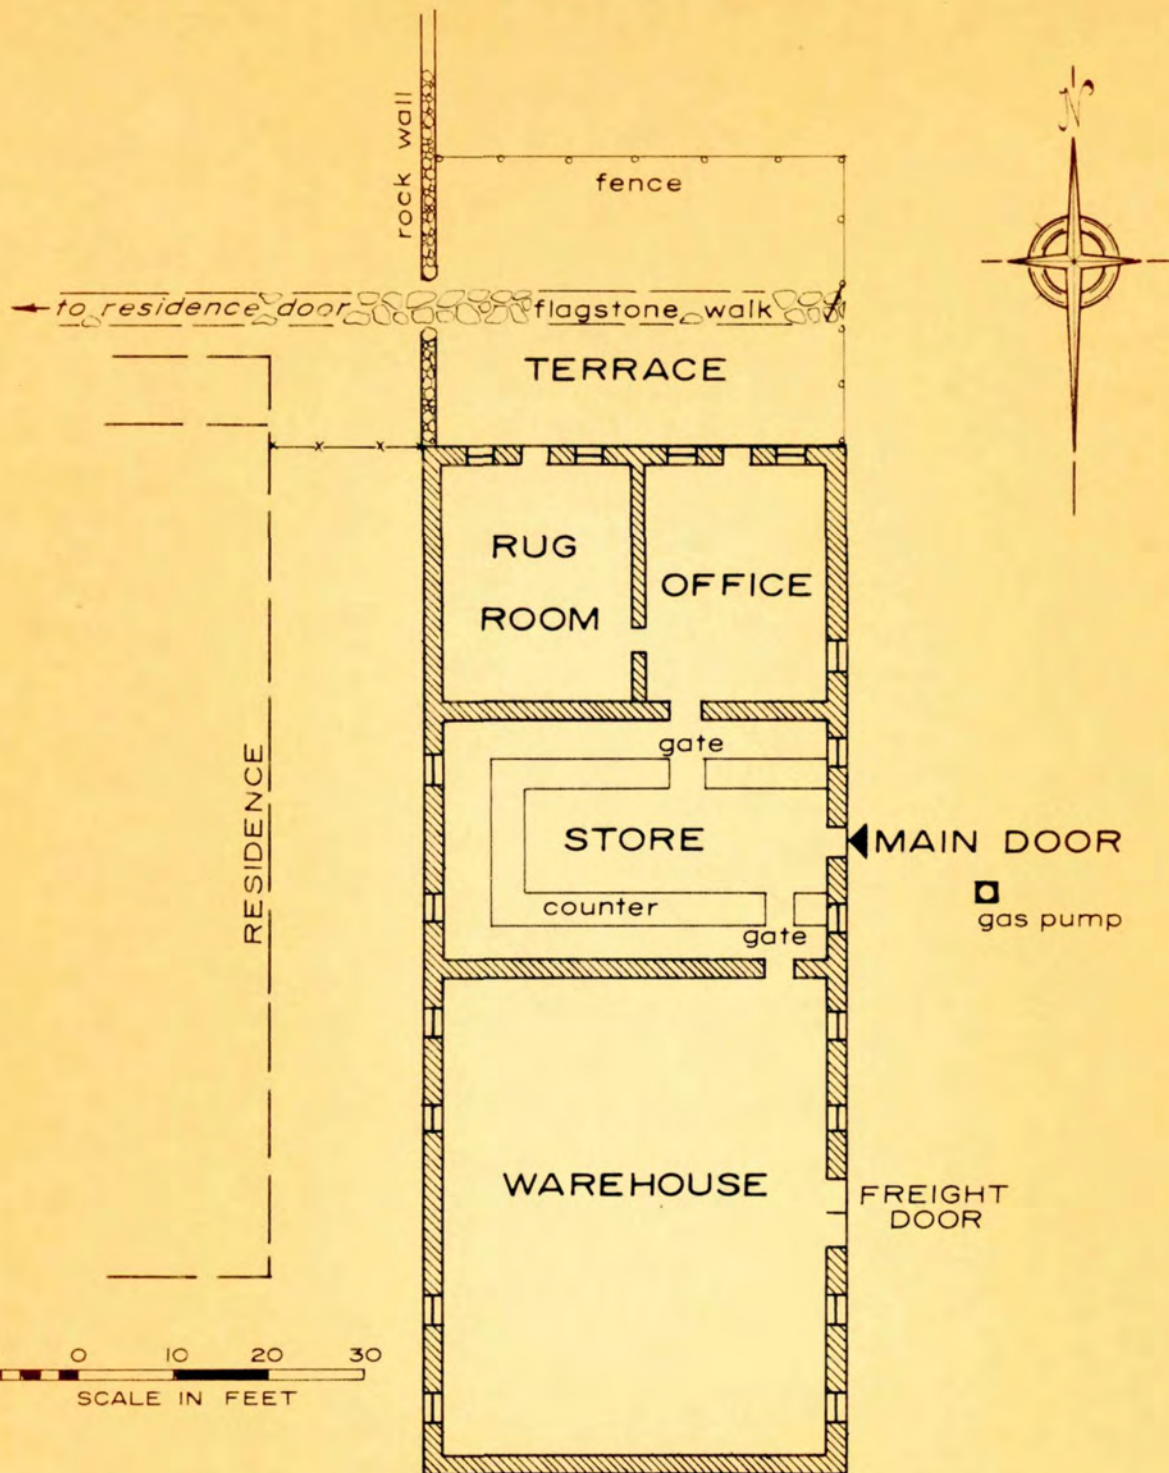 N
rock wall
fence
to residence door
flagstone walk
TERRACE
RUG
ROOM
OFFICE
gate
STORE
MAIN DOOR
counter
gas pump
gate
RESIDENCE
WAREHOUSE
FREIGHT
DOOR
0 10 20 30
SCALE IN FEET